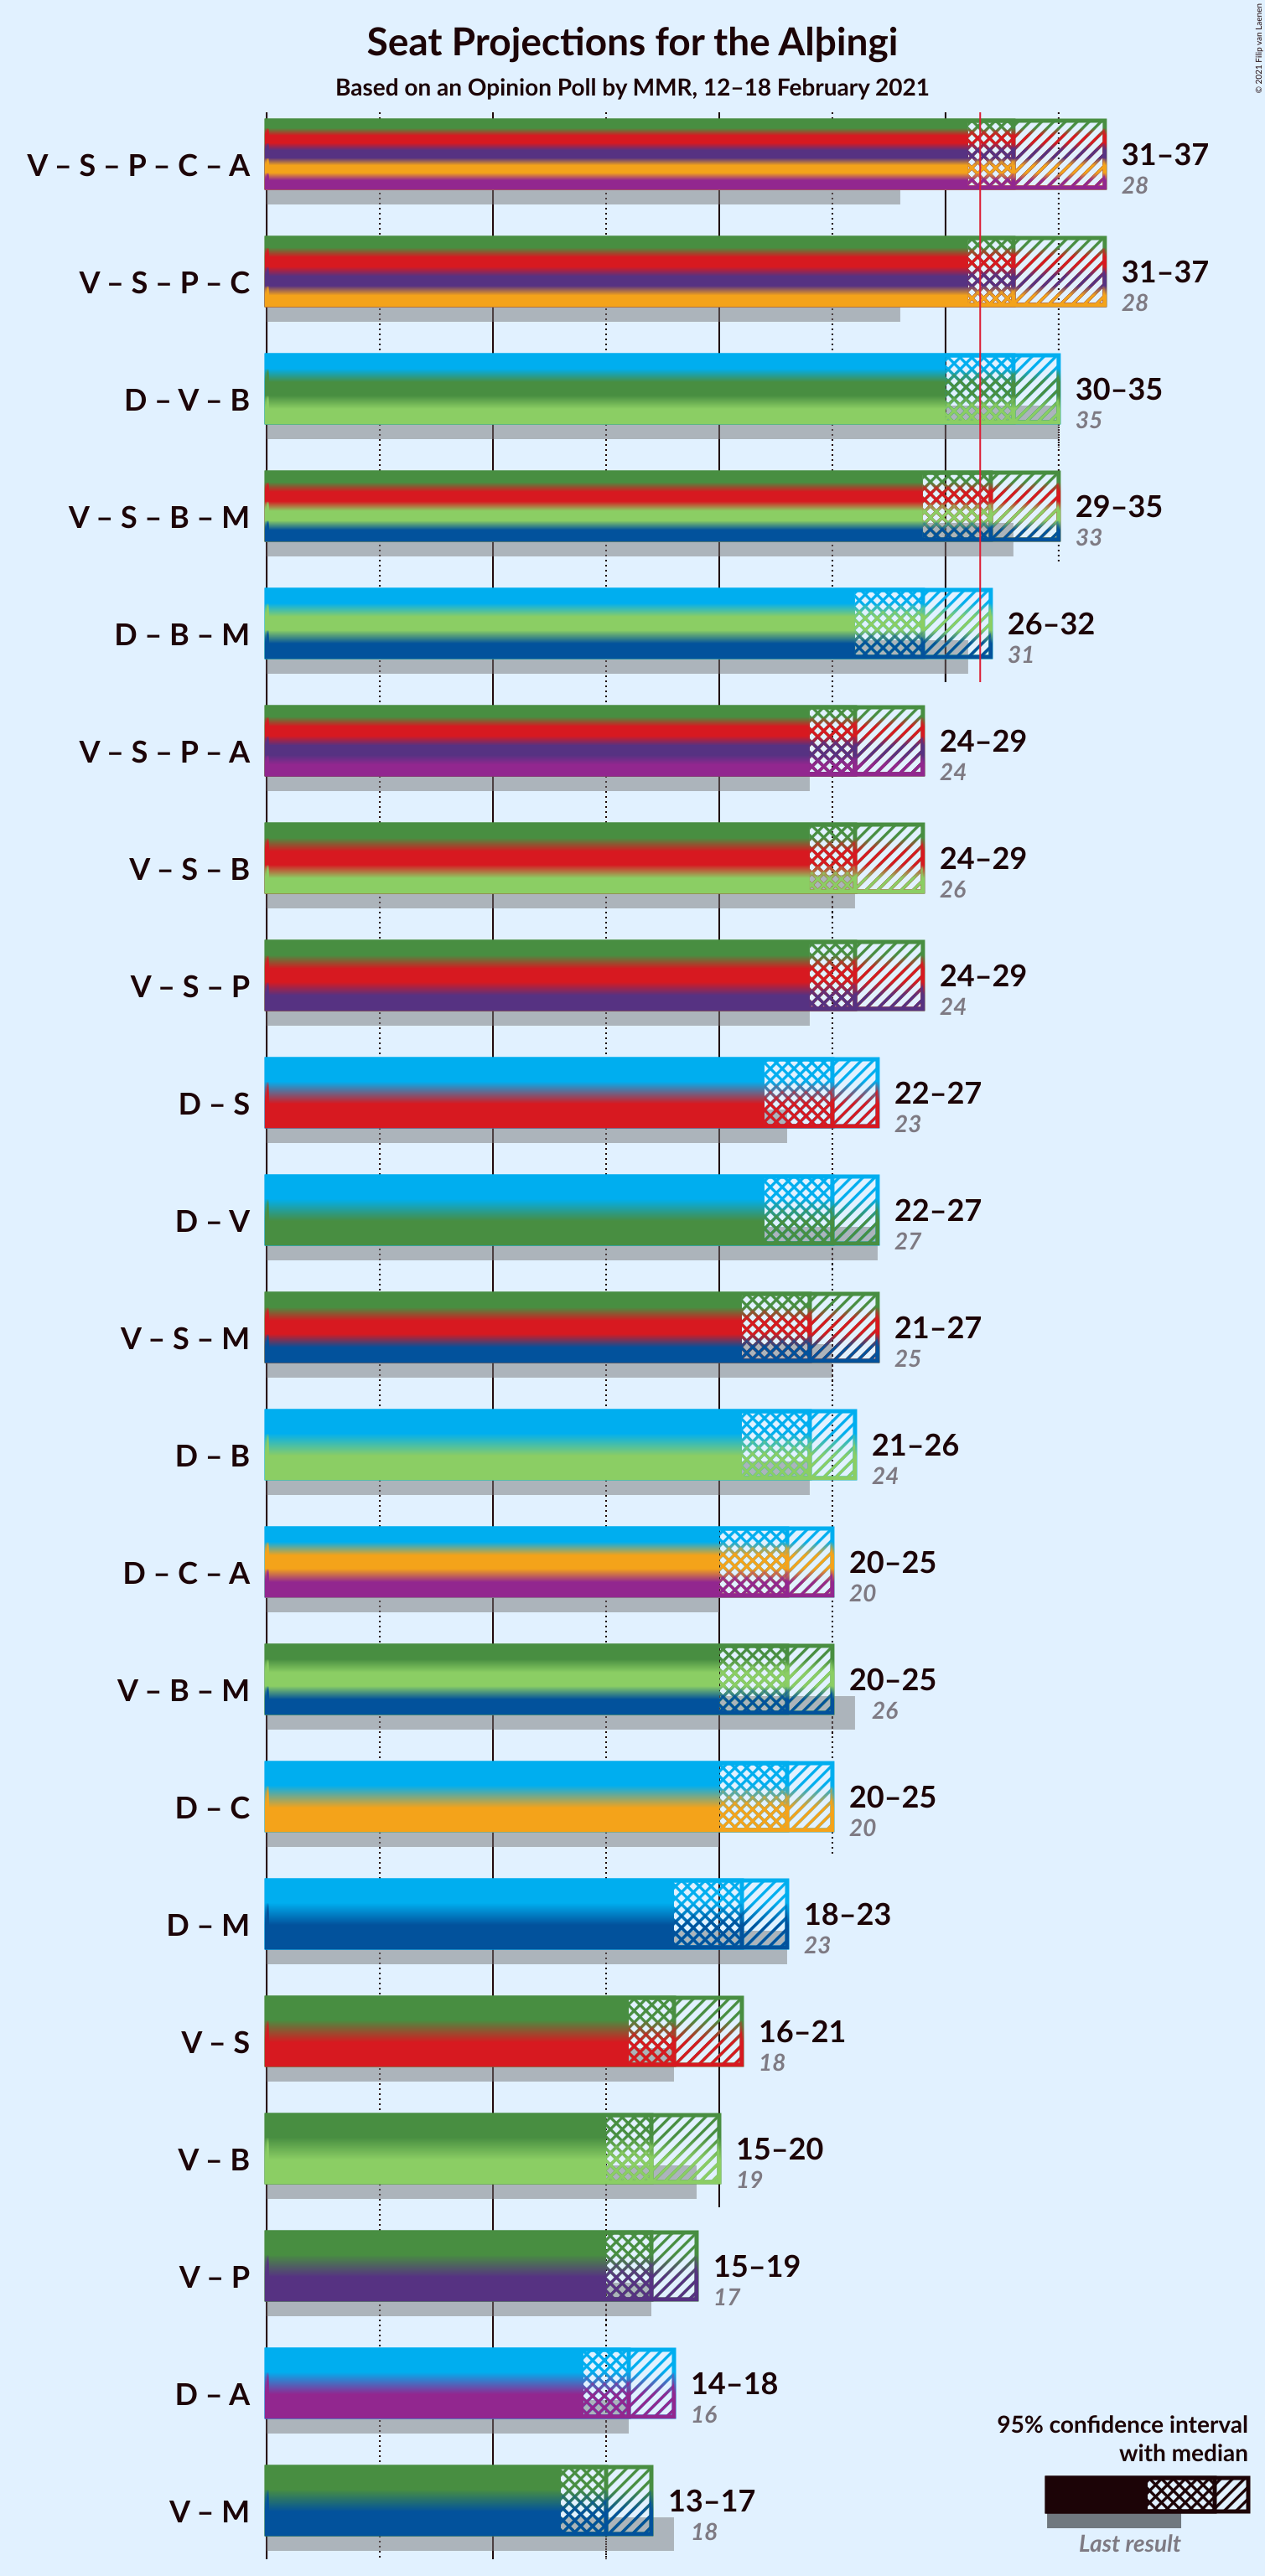 Seat Projections for the Alþingi
Based on an Opinion Poll by MMR, 12–18 February 2021
© 2021 Filip van Laenen
V – S – P – C – A
31–37
28
V – S – P – C
31–37
28
D – V – B
30–35
35
V – S – B – M
29–35
33
D – B – M
26–32
31
V – S – P – A
24–29
24
V – S – B
24–29
26
V – S – P
24–29
24
D – S
22–27
23
D – V
22–27
27
V – S – M
21–27
25
D – B
21–26
24
D – C – A
20–25
20
V – B – M
20–25
26
D – C
20–25
20
D – M
18–23
23
V – S
16–21
18
V – B
15–20
19
V – P
15–19
17
D – A
14–18
16
V – M
13–17
18
95% confidence interval
with median
Last result